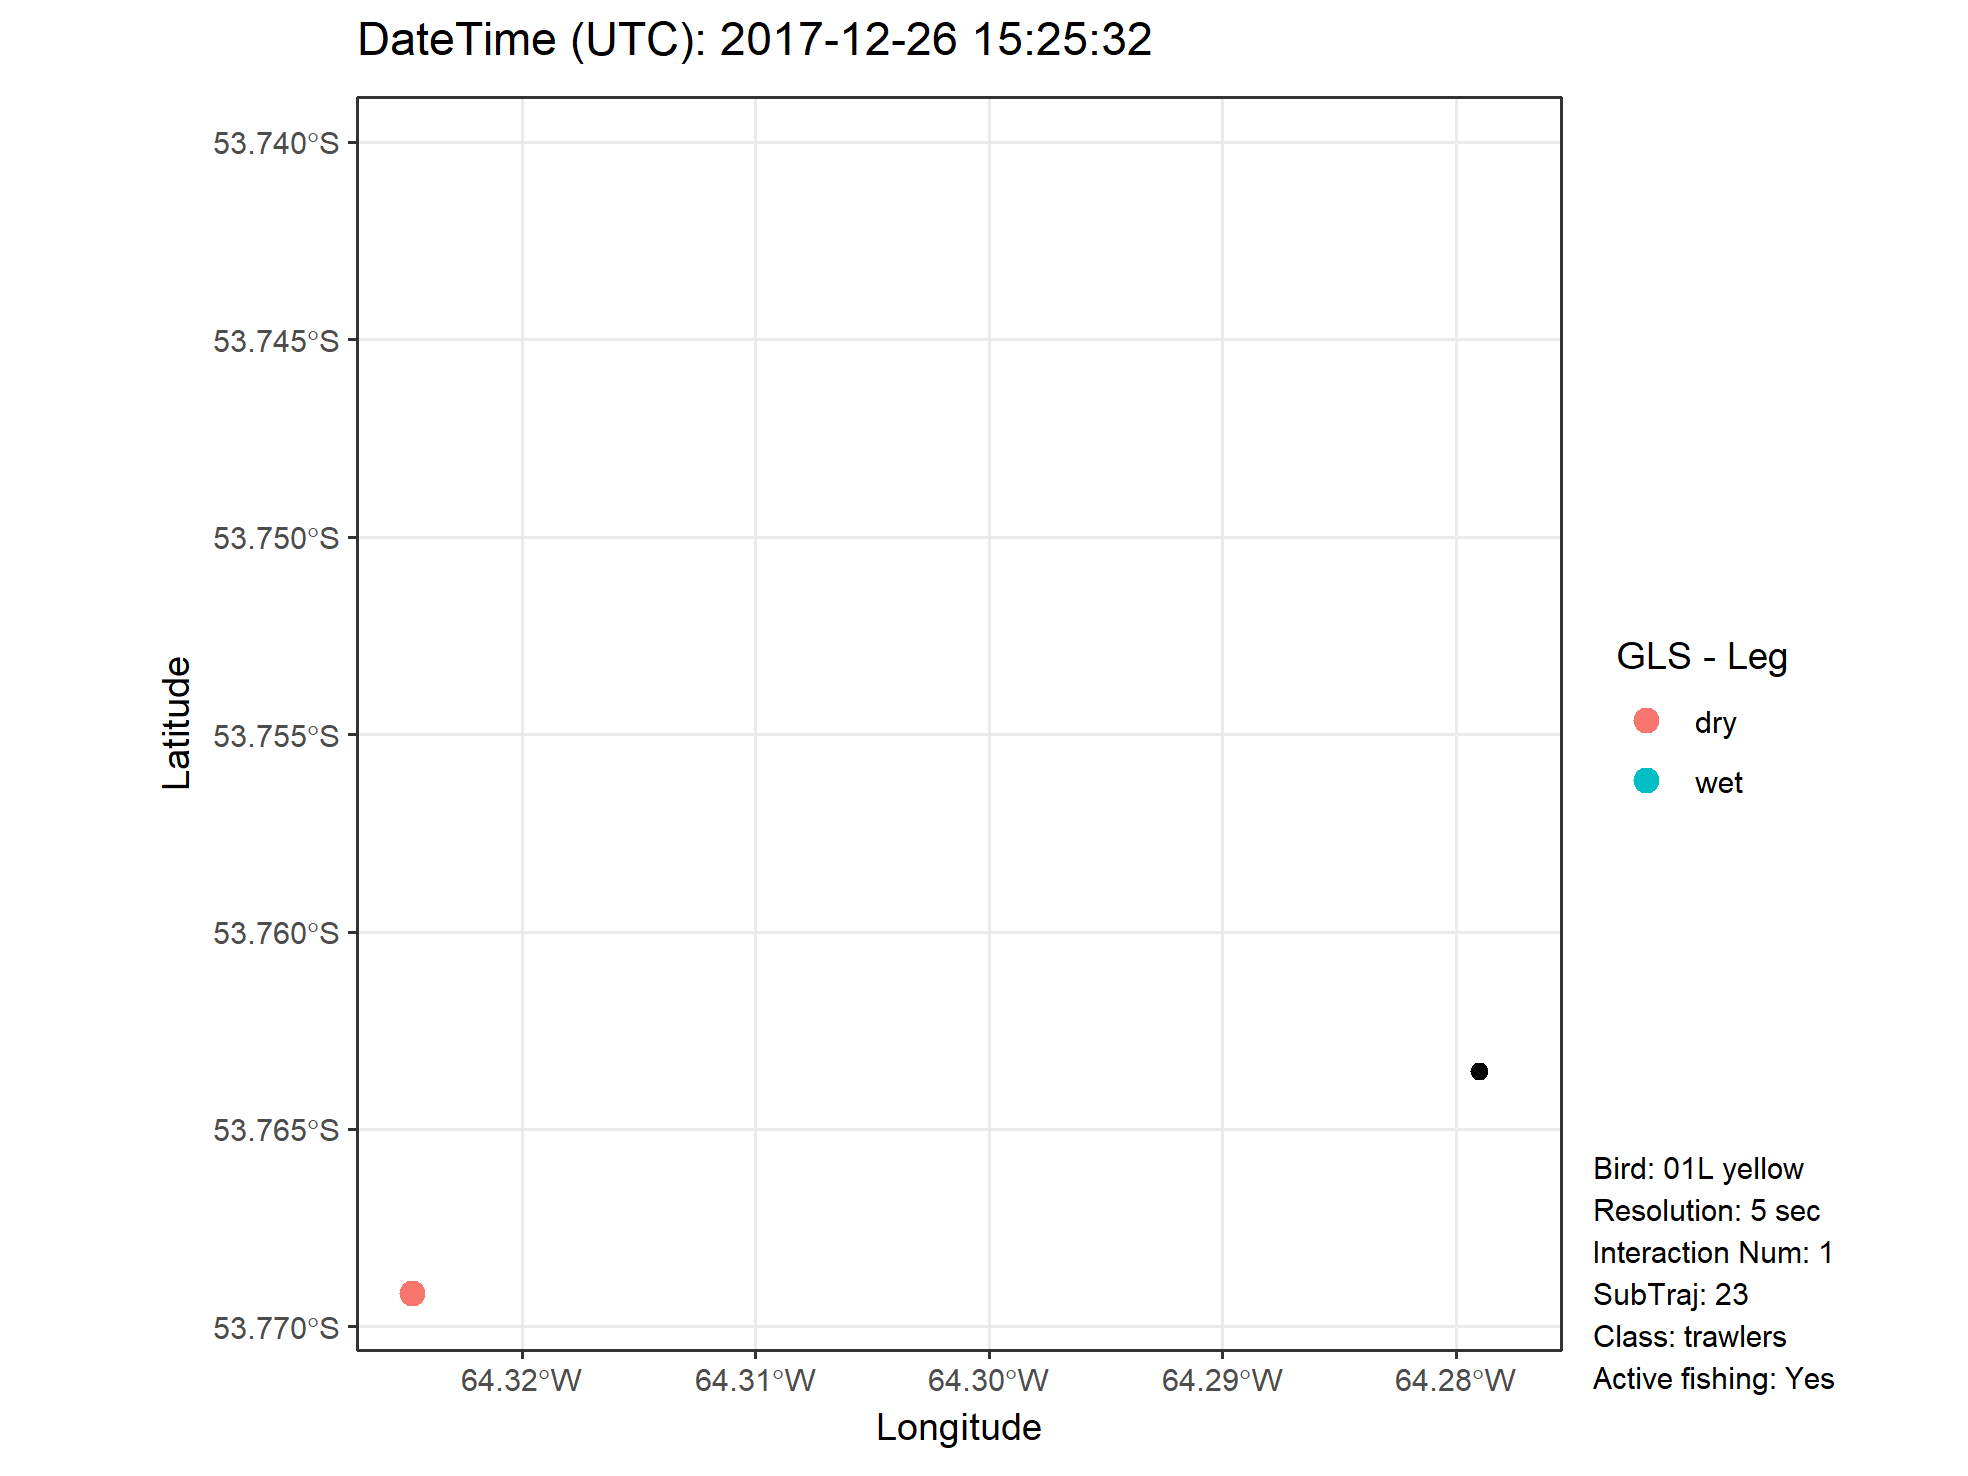 DateTime (UTC): 2017-12-26 15:25:32
53.740°S
53.745°S
53.750°S
53.755°S
53.760°S
53.765°S
53.770°S
Latitude
64.32°W
64.31°W
64.30°W
64.29°W
64.28°W
Longitude
GLS - Leg
dry
wet
Bird: 01L yellow
Resolution: 5 sec
Interaction Num: 1
SubTraj: 23
Class: trawlers
Active fishing: Yes